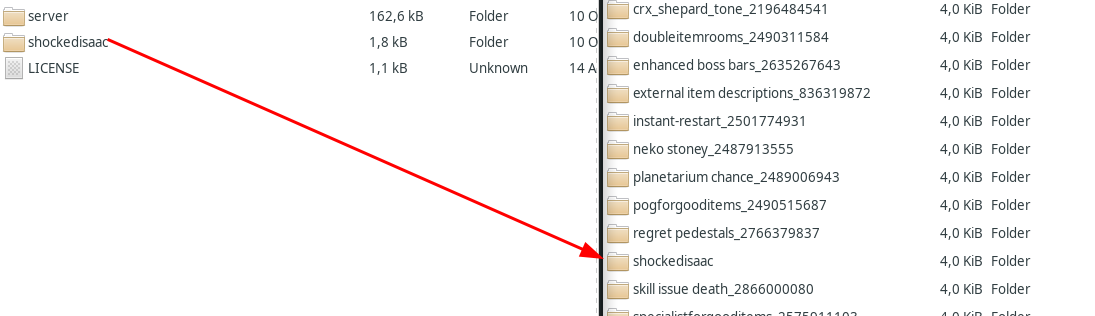 server 162,6 kB Folder 10 O
shockedisaac 1,8 kB Folder 10 O
LICENSE 1,1 kB Unknown 14 A
crx_shepard_tone_2196484541 4,0 KiB Folder
doubleitemrooms_2490311584 4,0 KiB Folder
enhanced boss bars_2635267643 4,0 KiB Folder
external item descriptions_836319872 4,0 KiB Folder
instant-restart_2501774931 4,0 KiB Folder
neko stoney_2487913555 4,0 KiB Folder
planetarium chance_2489006943 4,0 KiB Folder
pogforgooditems_2490515687 4,0 KiB Folder
regret pedestals_2766379837 4,0 KiB Folder
shockedisaac 4,0 KiB Folder
skill issue death_2866000080 4,0 KiB Folder
4,0 KiB Folder